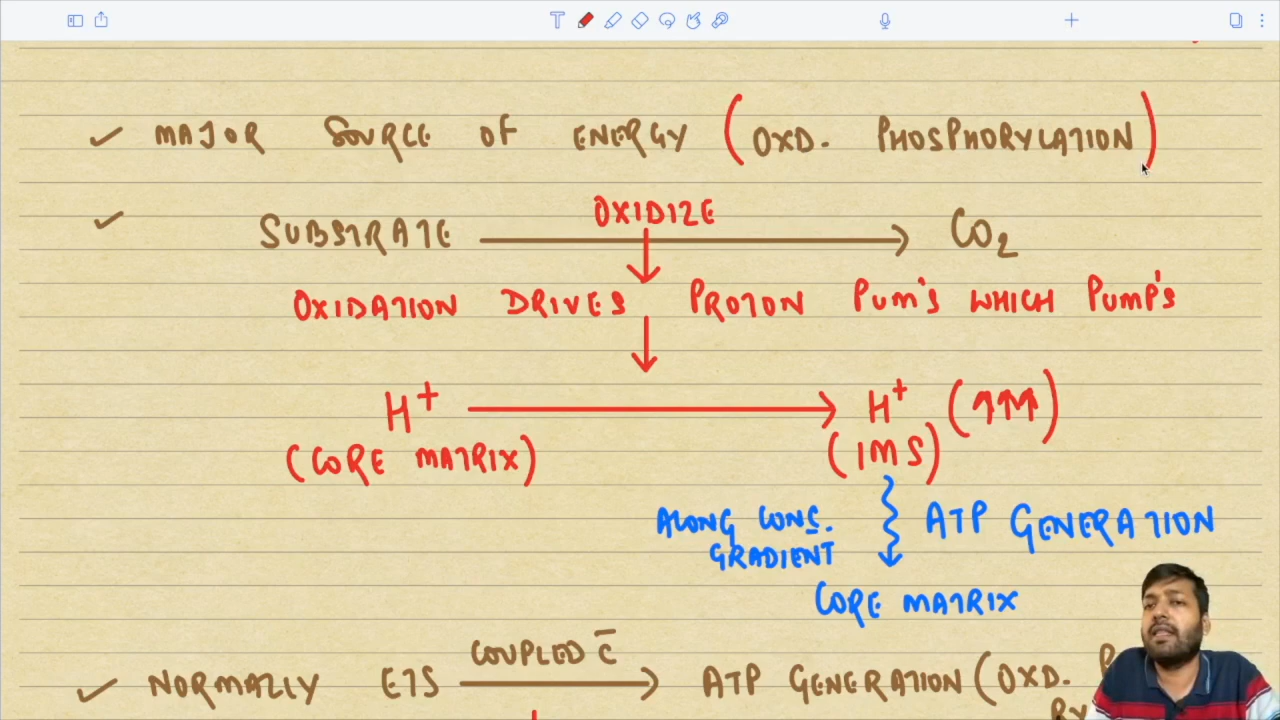 ✓ MAJOR SOURCE OF ENERGY (OXD. PHOSPHORYLATION)
OXIDIZE
✓ SUBSTRATE → CO2
OXIDATION DRIVES PROTON PUM'S WHICH PUMP'S
H+ → H+ (↑↑↑)
(CORE MATRIX) (IMS)
ALONG CONC. GRADIENT ATP GENERATION
CORE MATRIX
COUPLED c̅
✓ NORMALLY ETS → ATP GENERATION (OXD.